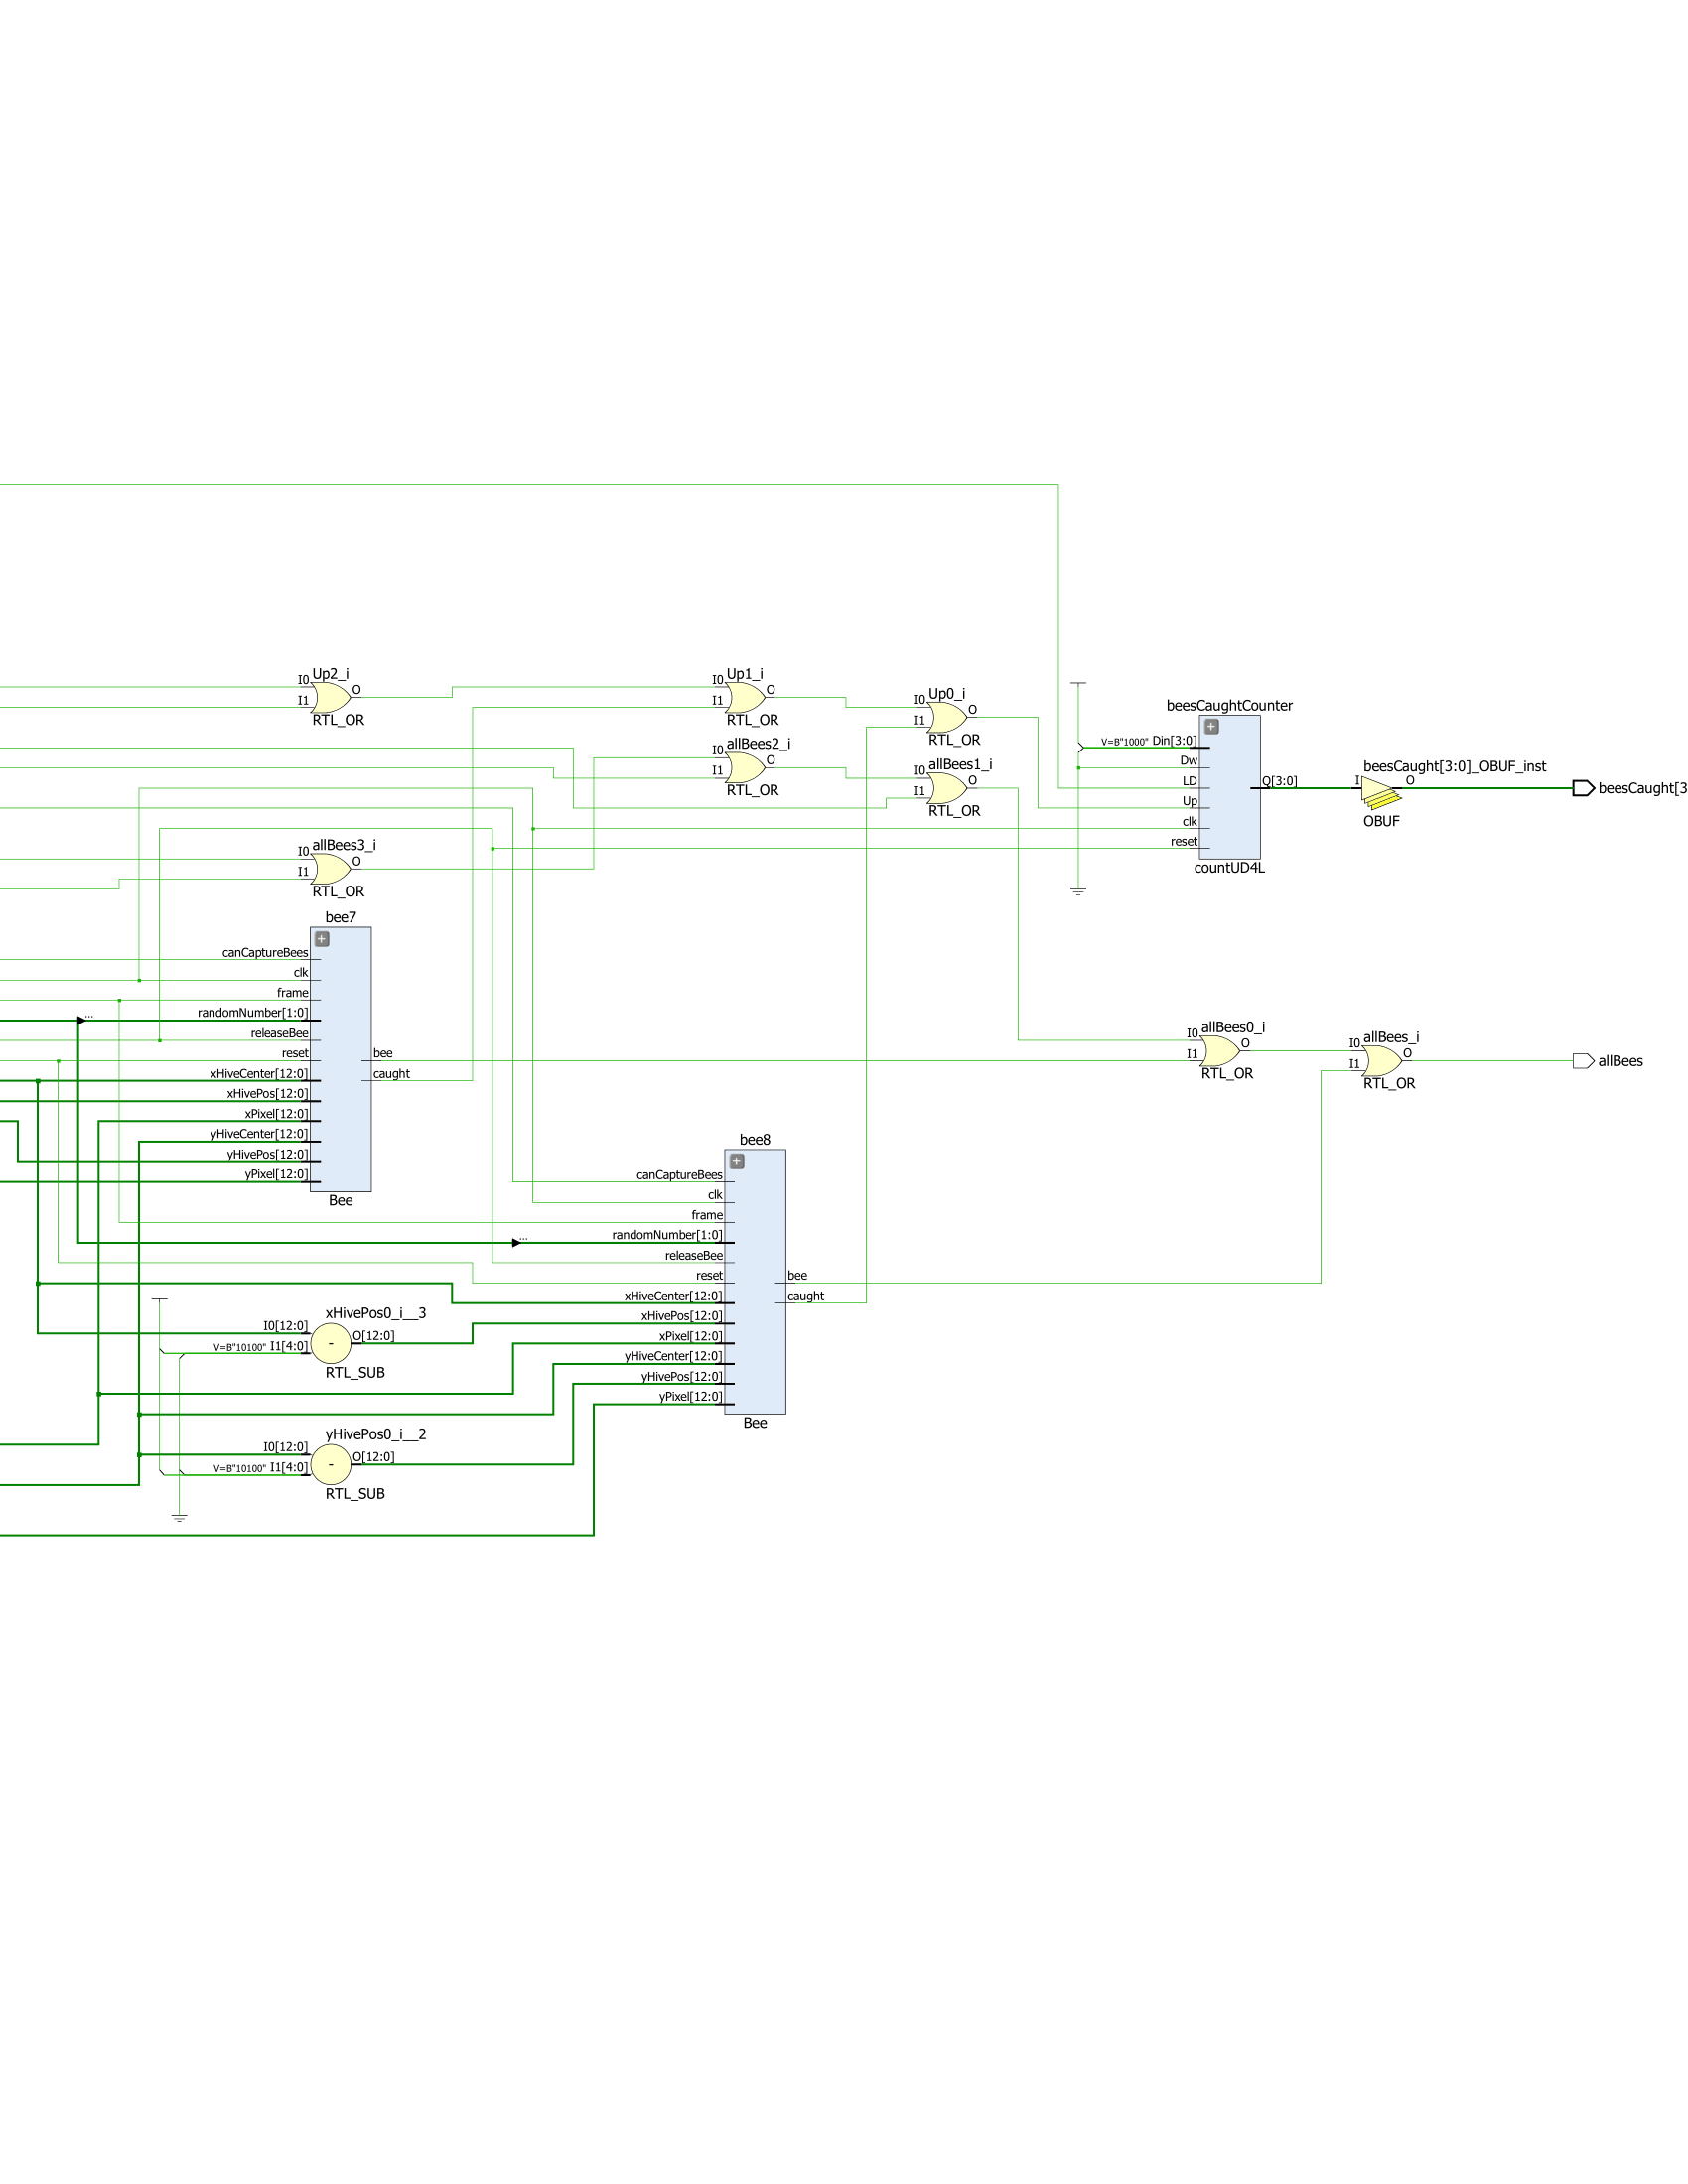 Up2_i
I0
I1
O
RTL_OR
Up1_i
I0
I1
O
RTL_OR
Up0_i
I0
I1
O
RTL_OR
allBees2_i
I0
I1
O
RTL_OR
allBees1_i
I0
I1
O
RTL_OR
beesCaughtCounter
V=B"1000" Din[3:0]
Dw
LD
Up
clk
reset
Q[3:0]
countUD4L
beesCaught[3:0]_OBUF_inst
I
O
OBUF
beesCaught[3
allBees3_i
I0
I1
O
RTL_OR
bee7
canCaptureBees
clk
frame
...
randomNumber[1:0]
releaseBee
reset
xHiveCenter[12:0]
xHivePos[12:0]
xPixel[12:0]
yHiveCenter[12:0]
yHivePos[12:0]
yPixel[12:0]
bee
caught
Bee
allBees0_i
I0
I1
O
RTL_OR
allBees_i
I0
I1
O
RTL_OR
allBees
bee8
canCaptureBees
clk
frame
...
randomNumber[1:0]
releaseBee
reset
xHiveCenter[12:0]
xHivePos[12:0]
xPixel[12:0]
yHiveCenter[12:0]
yHivePos[12:0]
yPixel[12:0]
bee
caught
Bee
xHivePos0_i__3
I0[12:0]
V=B"10100" I1[4:0]
-
O[12:0]
RTL_SUB
yHivePos0_i__2
I0[12:0]
V=B"10100" I1[4:0]
-
O[12:0]
RTL_SUB